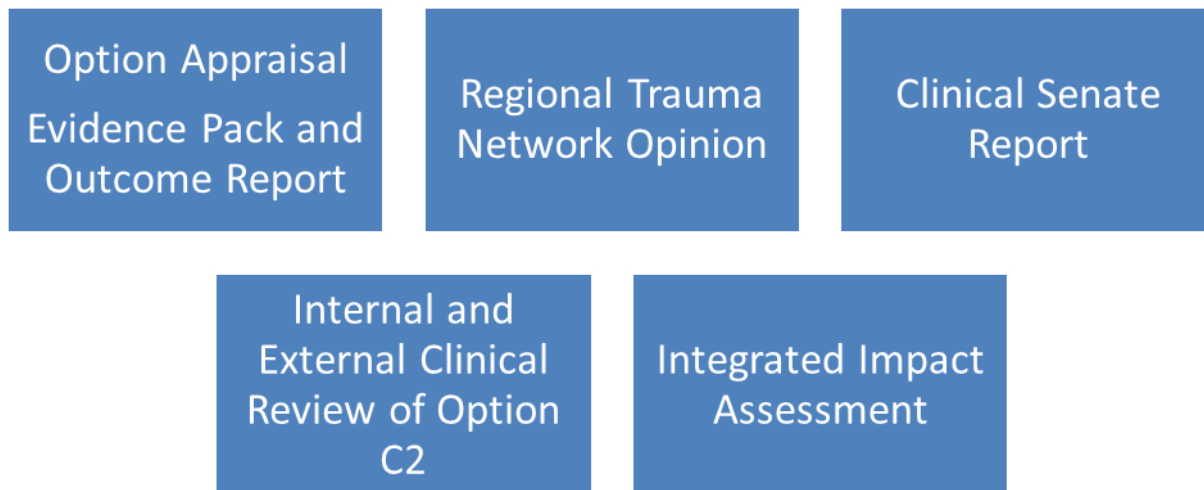 Option Appraisal
Evidence Pack and
Outcome Report
Regional Trauma
Network Opinion
Clinical Senate
Report
Internal and
External Clinical
Review of Option
C2
Integrated Impact
Assessment